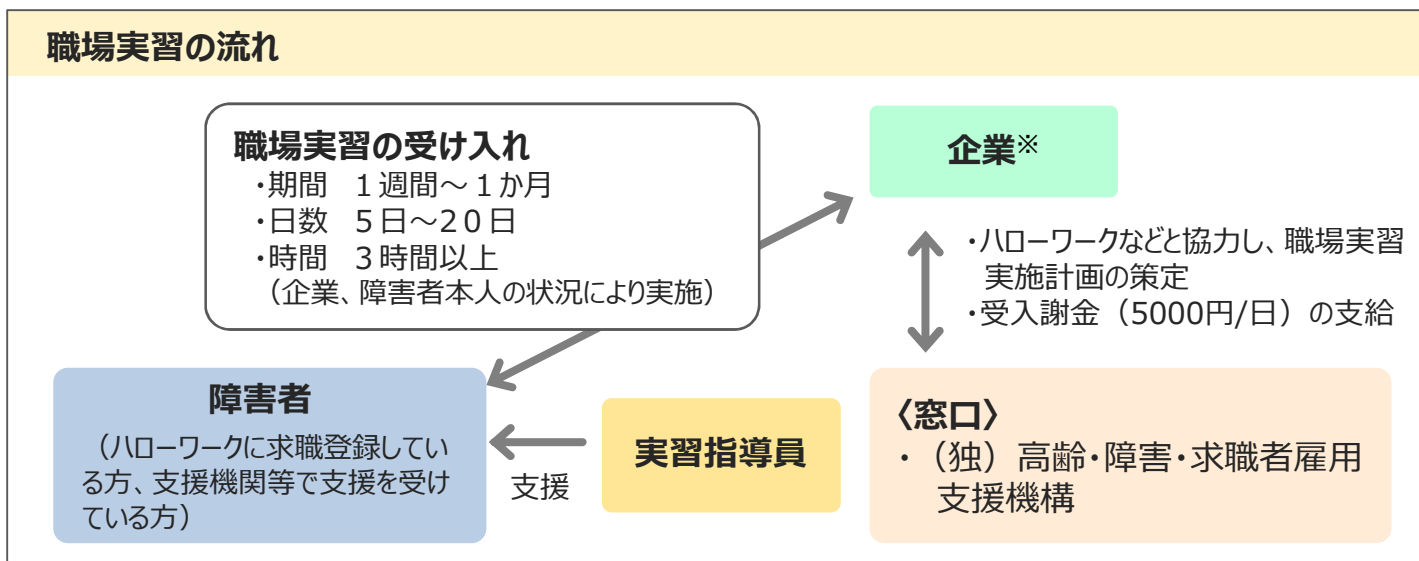 職場実習の流れ
職場実習の受け入れ
・期間　１週間～１か月
・日数　５日～２０日
・時間　３時間以上
（企業、障害者本人の状況により実施）
企業※
・ハローワークなどと協力し、職場実習
実施計画の策定
・受入謝金（5000円/日）の支給
障害者
（ハローワークに求職登録してい
る方、支援機関等で支援を受け
ている方）
支援
実習指導員
〈窓口〉
・（独）高齢・障害・求職者雇用
支援機構